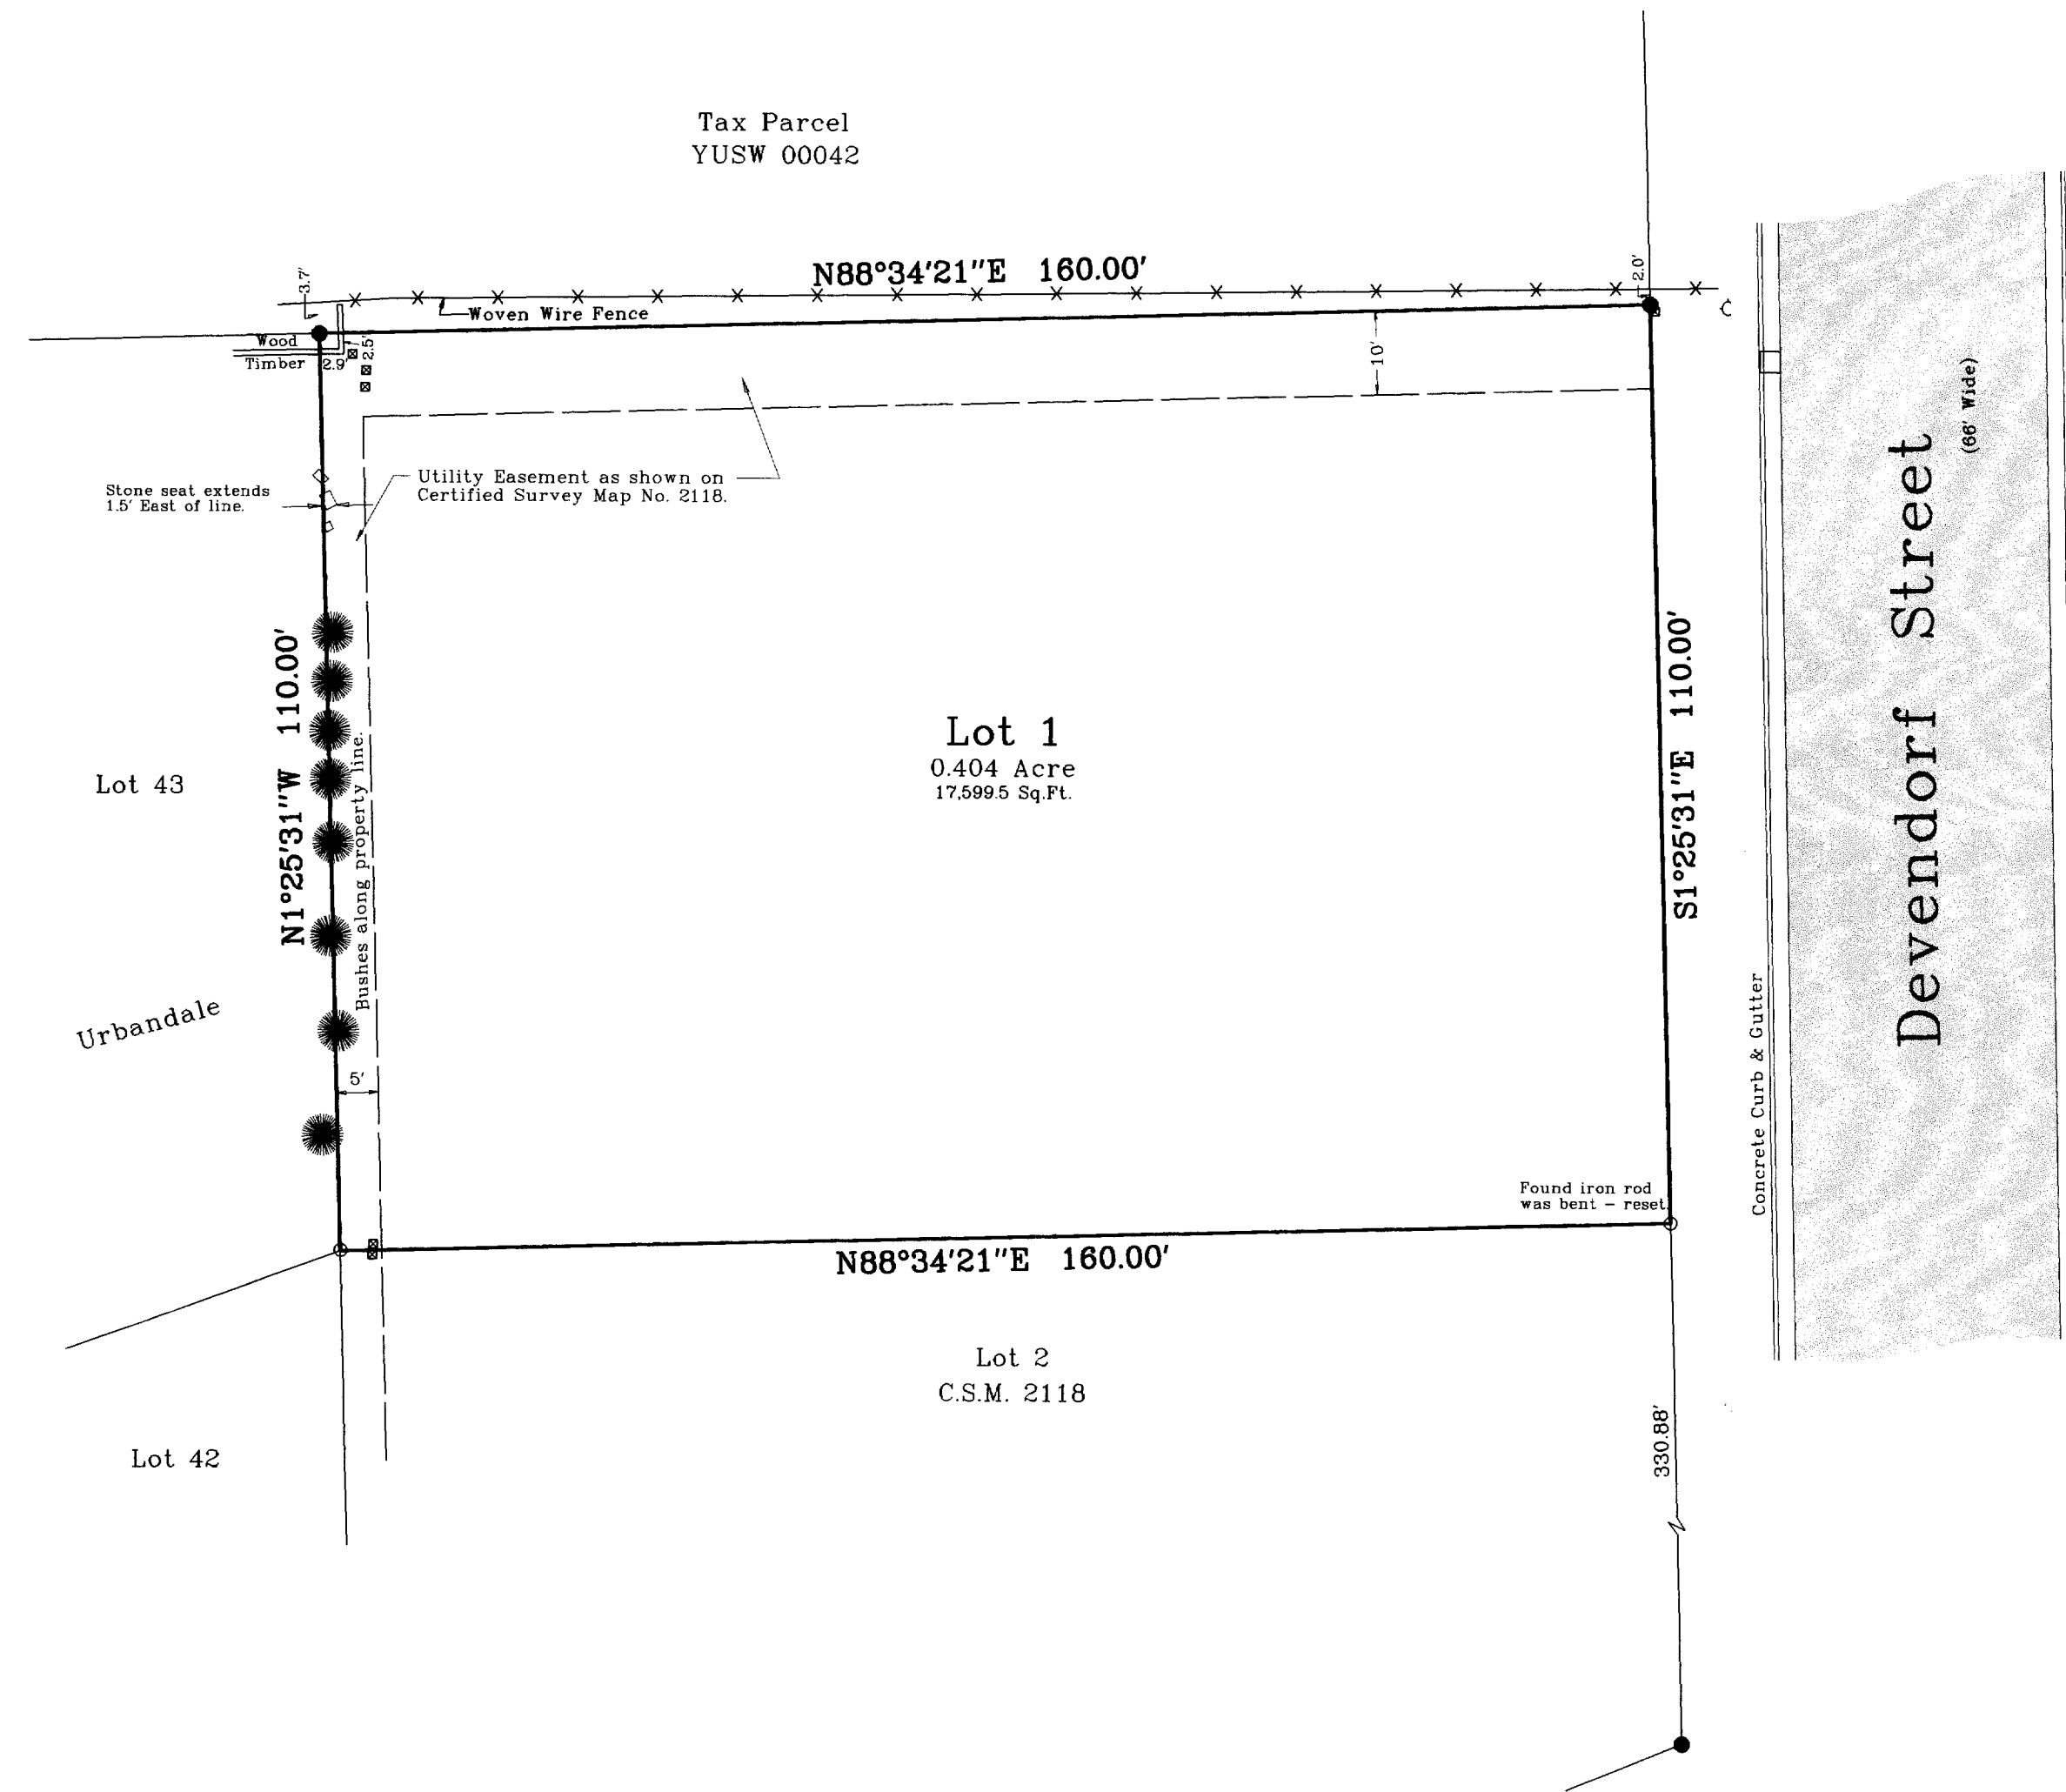 Tax Parcel
YUSW 00042
N88°34'21"E 160.00'
3.7'
2.0'
Woven Wire Fence
Wood
Timber
2.9'
2.5'
10'
Utility Easement as shown on
Certified Survey Map No. 2118.
Stone seat extends
1.5' East of line.
(66' Wide)
Devendorf Street
N1°25'31"W 110.00'
S1°25'31"E 110.00'
Lot 1
0.404 Acre
17,599.5 Sq.Ft.
Lot 43
Bushes along property line.
Urbandale
Concrete Curb & Gutter
5'
Found iron rod
was bent – reset.
N88°34'21"E 160.00'
Lot 2
C.S.M. 2118
Lot 42
330.88'